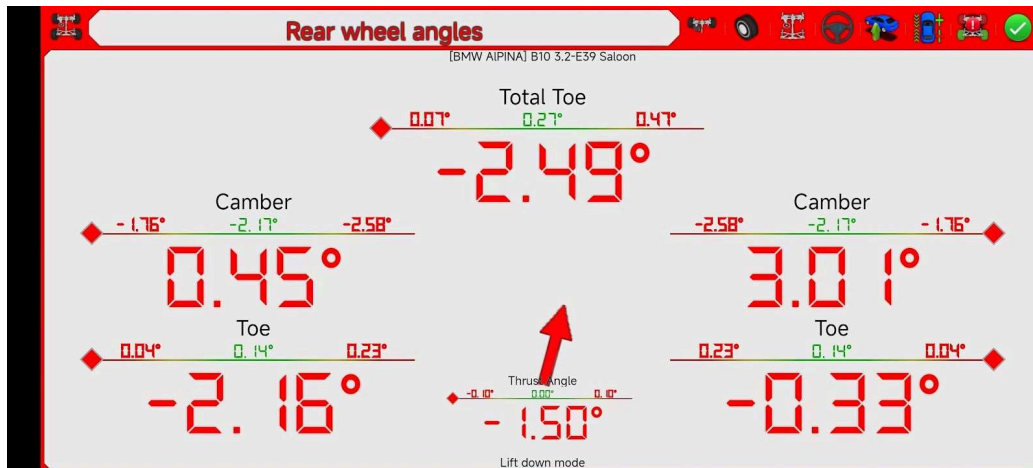 Rear wheel angles
[BMW AlPINA] B10 3.2-E39 Saloon
Total Toe
0.07° 0.27° 0.47°
-2.49°
Camber Camber
-1.76° -2.17° -2.58° -2.58° -2.17° -1.76°
0.45° 3.01°
Toe Toe
0.04° 0.14° 0.23° 0.23° 0.14° 0.04°
-2.16° -0.33°
Thrust Angle
-0.10° 0.00° 0.10°
-1.50°
Lift down mode